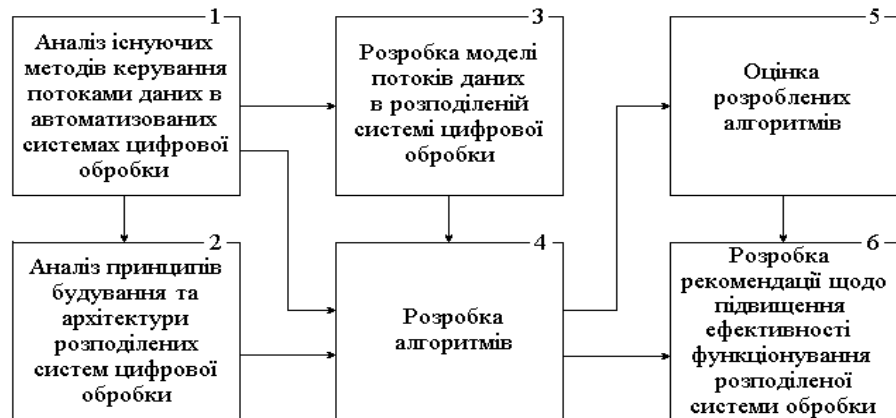 1
Аналіз існуючих
методів керування
потоками даних в
автоматизованих
системах цифрової
обробки
2
Аналіз принципів
будування та
архітектури
розподілених
систем цифрової
обробки
3
Розробка моделі
потоків даних
в розподіленій
системі цифрової
обробки
4
Розробка
алгоритмів
5
Оцінка
розроблених
алгоритмів
6
Розробка
рекомендації щодо
підвищення
ефективності
функціонування
розподіленої
системи обробки